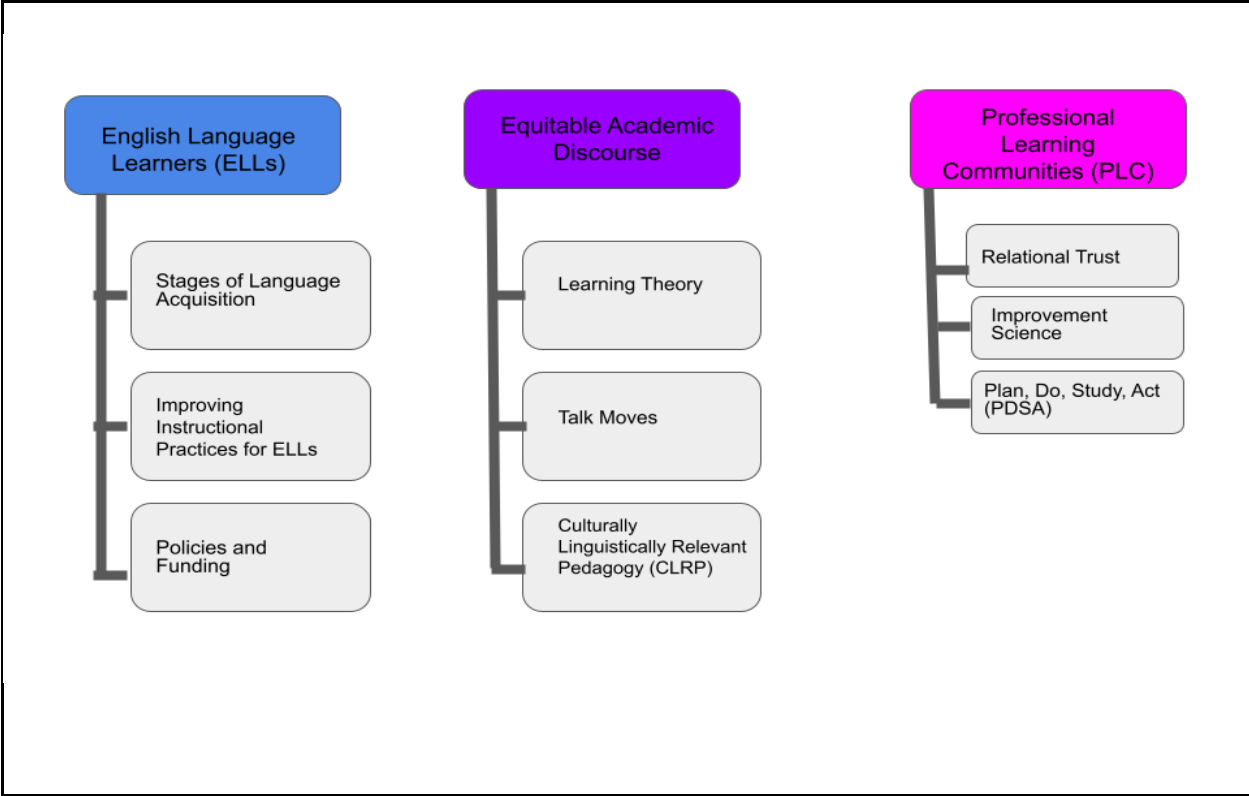 English Language
Learners (ELLs)
Stages of Language
Acquisition
Improving
Instructional
Practices for ELLs
Policies and
Funding
Equitable Academic
Discourse
Learning Theory
Talk Moves
Culturally
Linguistically Relevant
Pedagogy (CLRP)
Professional
Learning
Communities (PLC)
Relational Trust
Improvement
Science
Plan, Do, Study, Act
(PDSA)